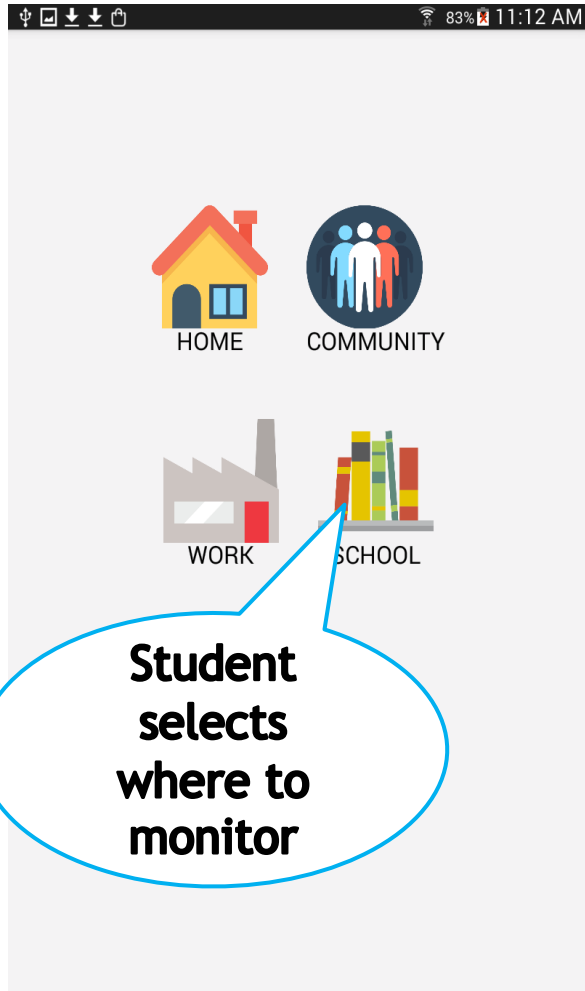 83% 11:12 AM
HOME COMMUNITY
WORK SCHOOL
Student
selects
where to
monitor